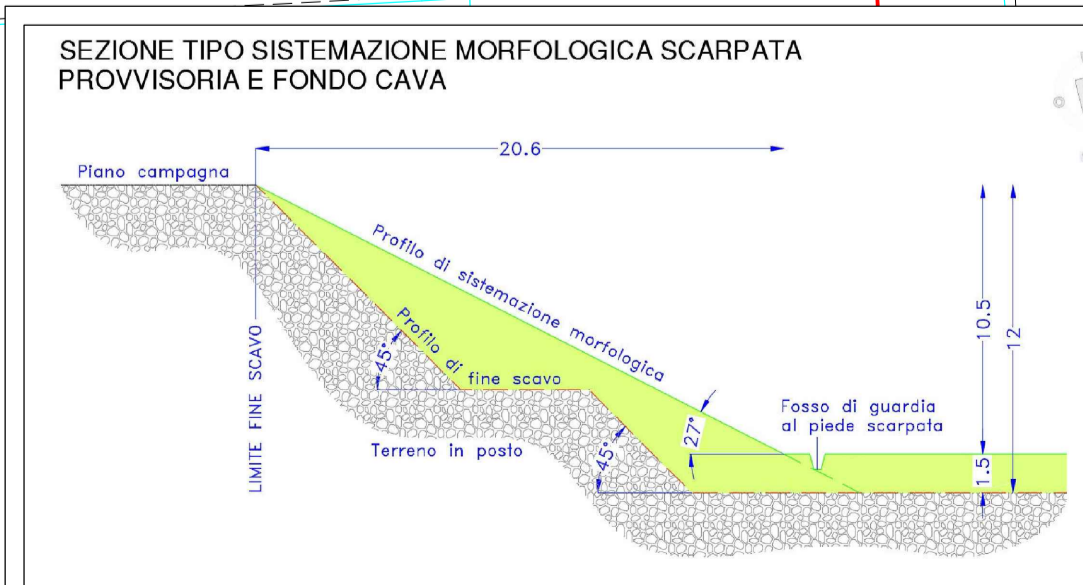 SEZIONE TIPO SISTEMAZIONE MORFOLOGICA SCARPATA
PROVVISORIA E FONDO CAVA
20.6
Piano campagna
Profilo di sistemazione morfologica
10.5
12
LIMITE FINE SCAVO
Profilo di
fine scavo
45°
Fosso di guardia
al piede scarpata
27°
Terreno in posto
45°
1.5